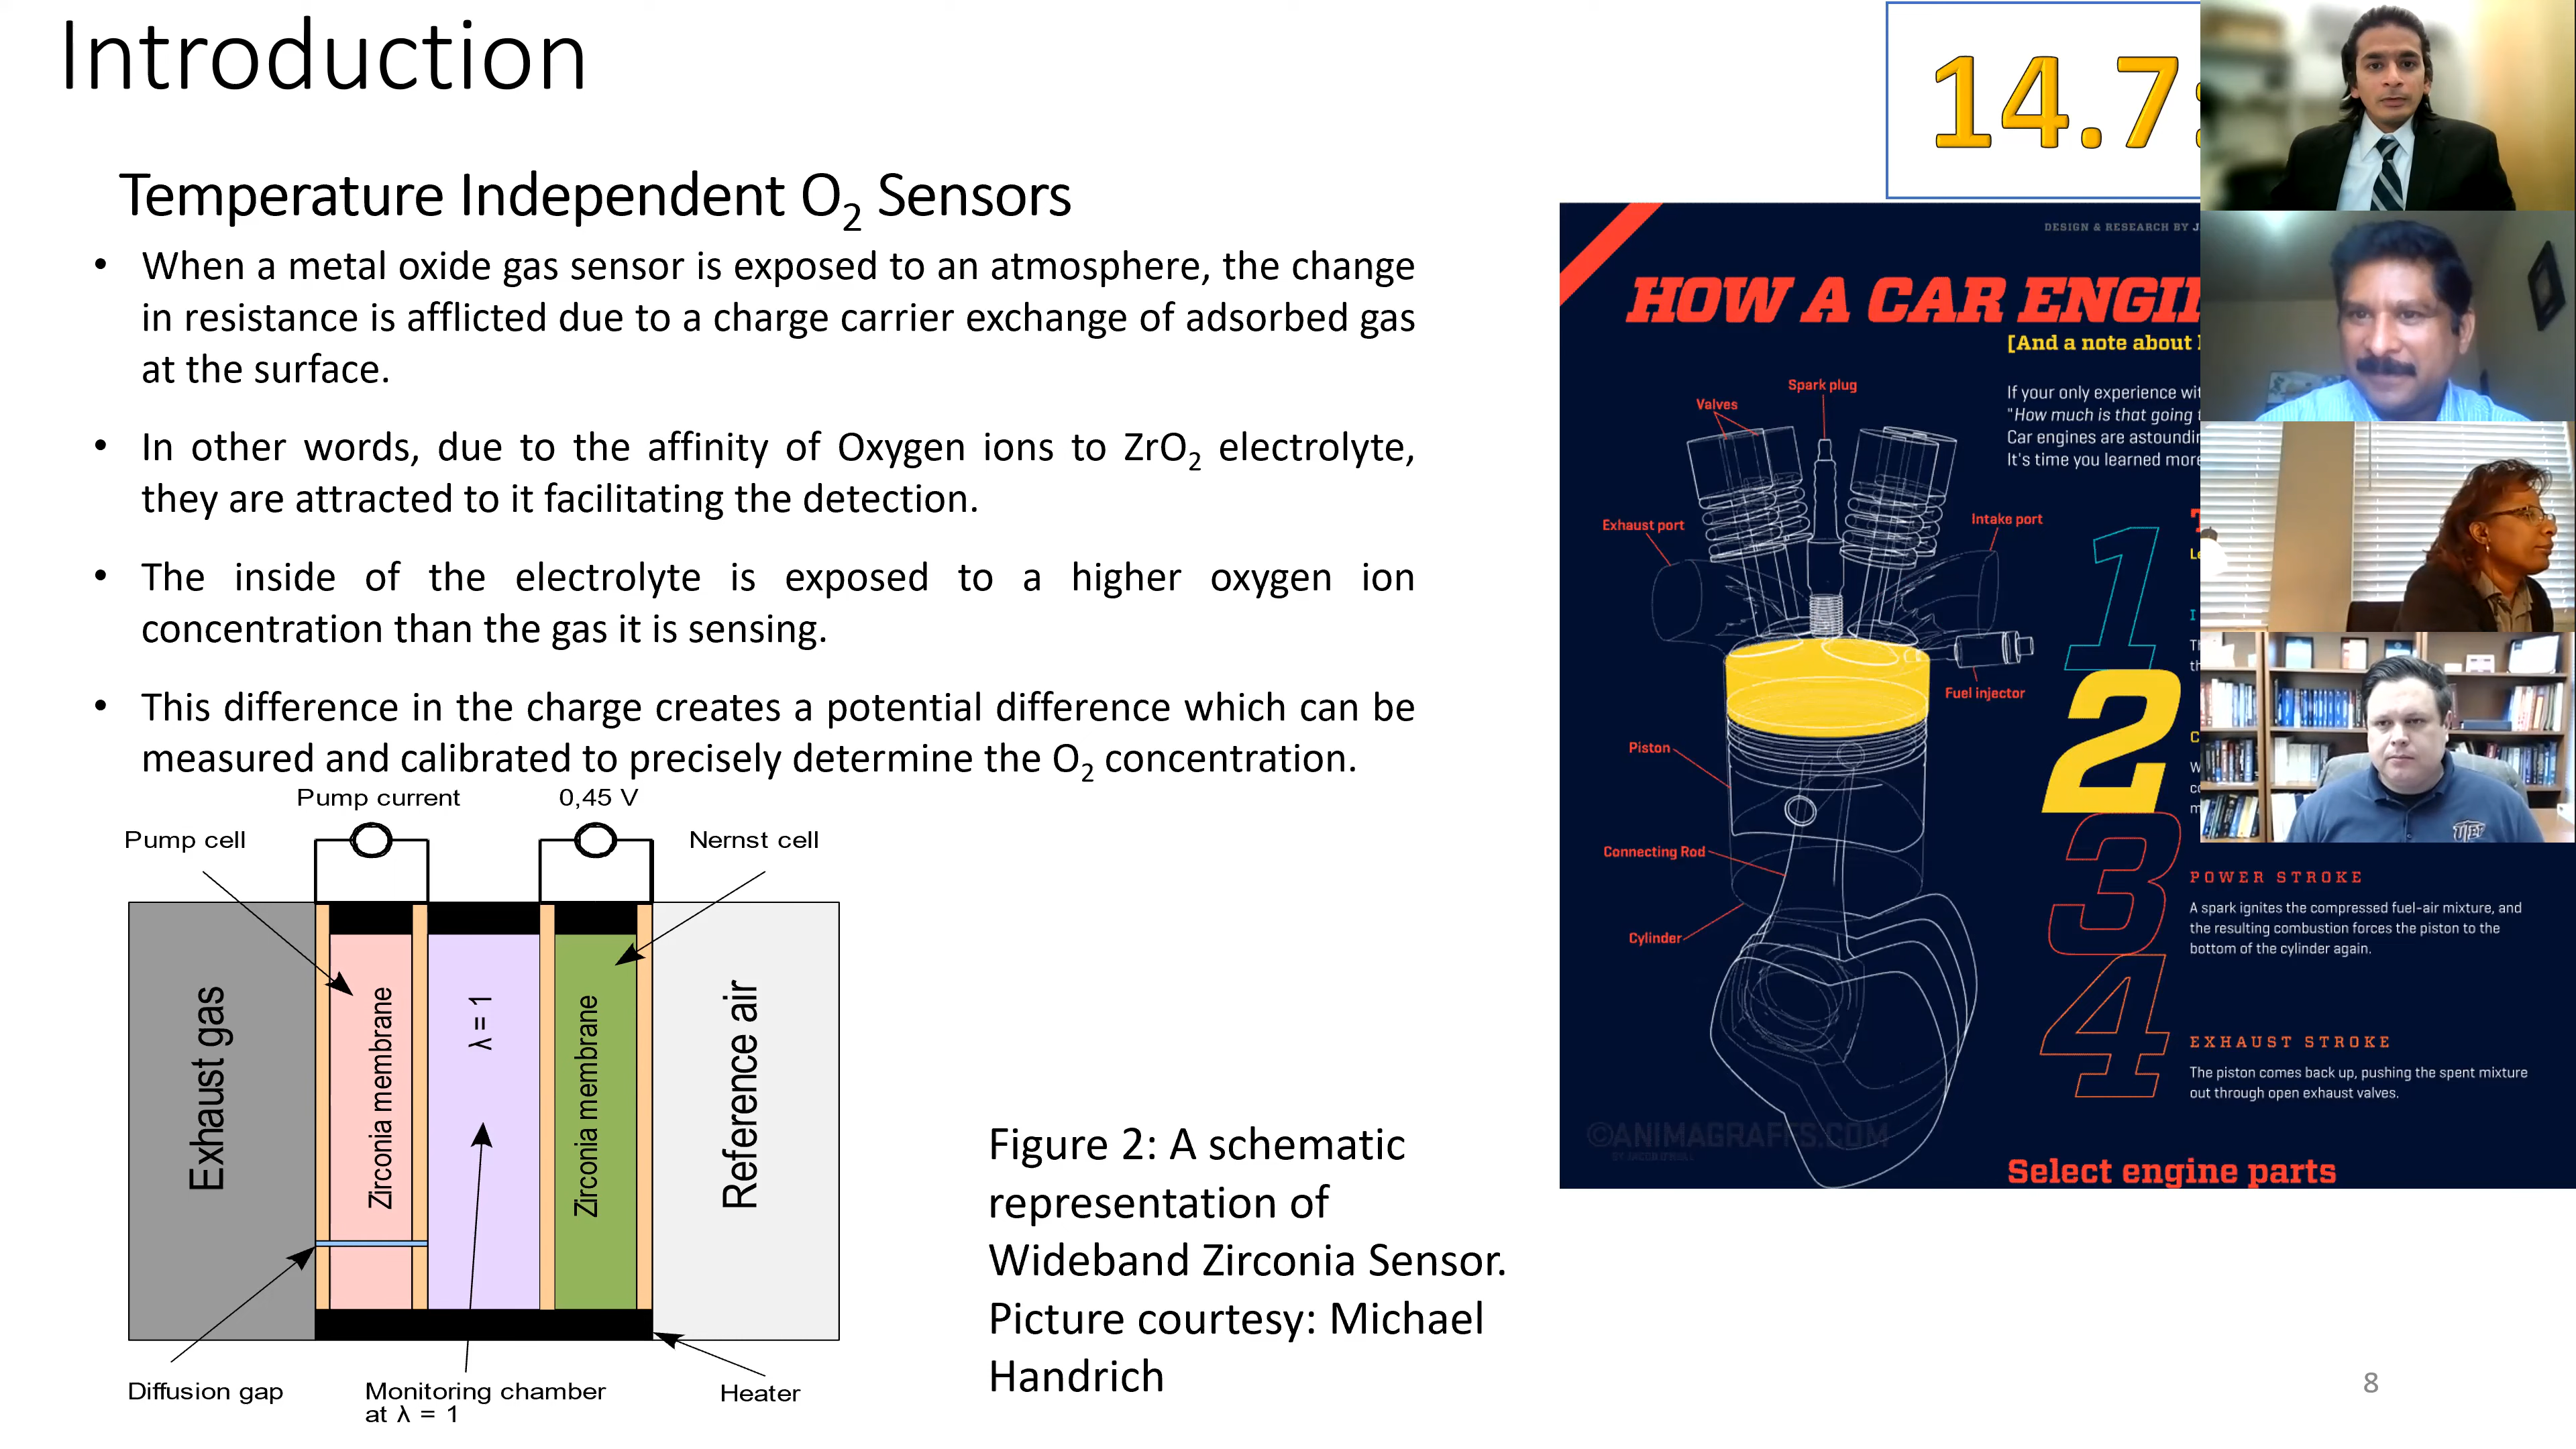 Introduction
14.7:
Temperature Independent O₂ Sensors
• When a metal oxide gas sensor is exposed to an atmosphere, the change
in resistance is afflicted due to a charge carrier exchange of adsorbed gas
at the surface.
• In other words, due to the affinity of Oxygen ions to ZrO₂ electrolyte,
they are attracted to it facilitating the detection.
• The inside of the electrolyte is exposed to a higher oxygen ion
concentration than the gas it is sensing.
• This difference in the charge creates a potential difference which can be
measured and calibrated to precisely determine the O₂ concentration.
Pump current
0,45 V
Pump cell
Nernst cell
Exhaust gas
Zirconia membrane
λ = 1
Zirconia membrane
Reference air
Diffusion gap
Monitoring chamber
at λ = 1
Heater
Figure 2: A schematic
representation of
Wideband Zirconia Sensor.
Picture courtesy: Michael
Handrich
DESIGN & RESEARCH BY
HOW A CAR ENGI
[And a note about
If your only experience wi
"How much is that going
Car engines are astoundi
It's time you learned more
Spark plug
Valves
Exhaust port
Intake port
Fuel injector
Piston
Connecting Rod
Cylinder
1
2
3
4
POWER STROKE
A spark ignites the compressed fuel-air mixture, and
the resulting combustion forces the piston to the
bottom of the cylinder again.
EXHAUST STROKE
The piston comes back up, pushing the spent mixture
out through open exhaust valves.
©ANIMAGRAFFS.COM
Select engine parts
UTEP
8